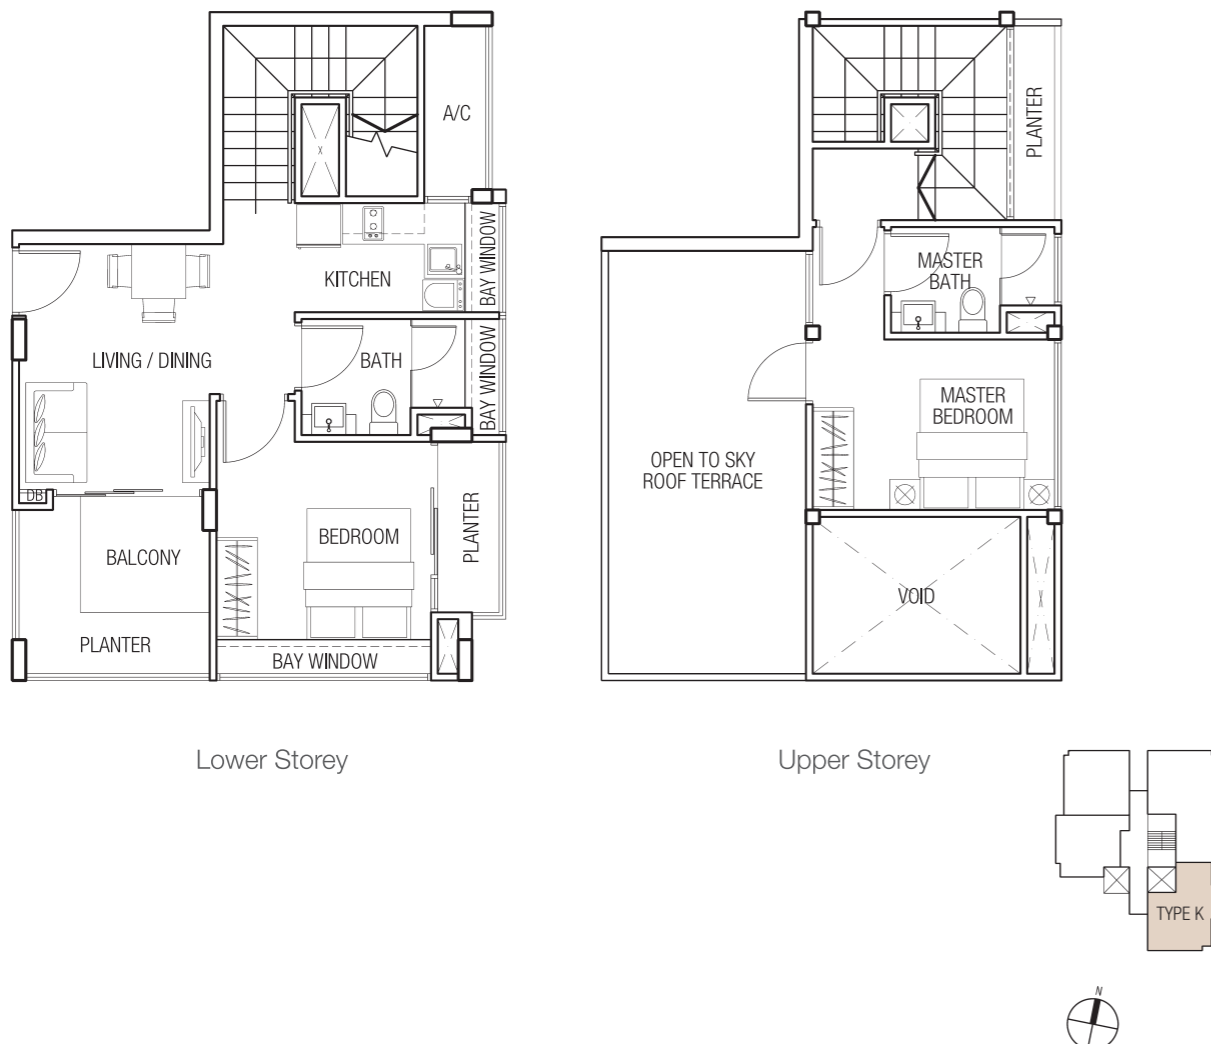 A/C
BAY WINDOW
KITCHEN
LIVING / DINING
BATH
BAY WINDOW
DB
BEDROOM
PLANTER
BALCONY
PLANTER
BAY WINDOW
Lower Storey
PLANTER
MASTER
BATH
MASTER
BEDROOM
OPEN TO SKY
ROOF TERRACE
VOID
Upper Storey
TYPE K
N